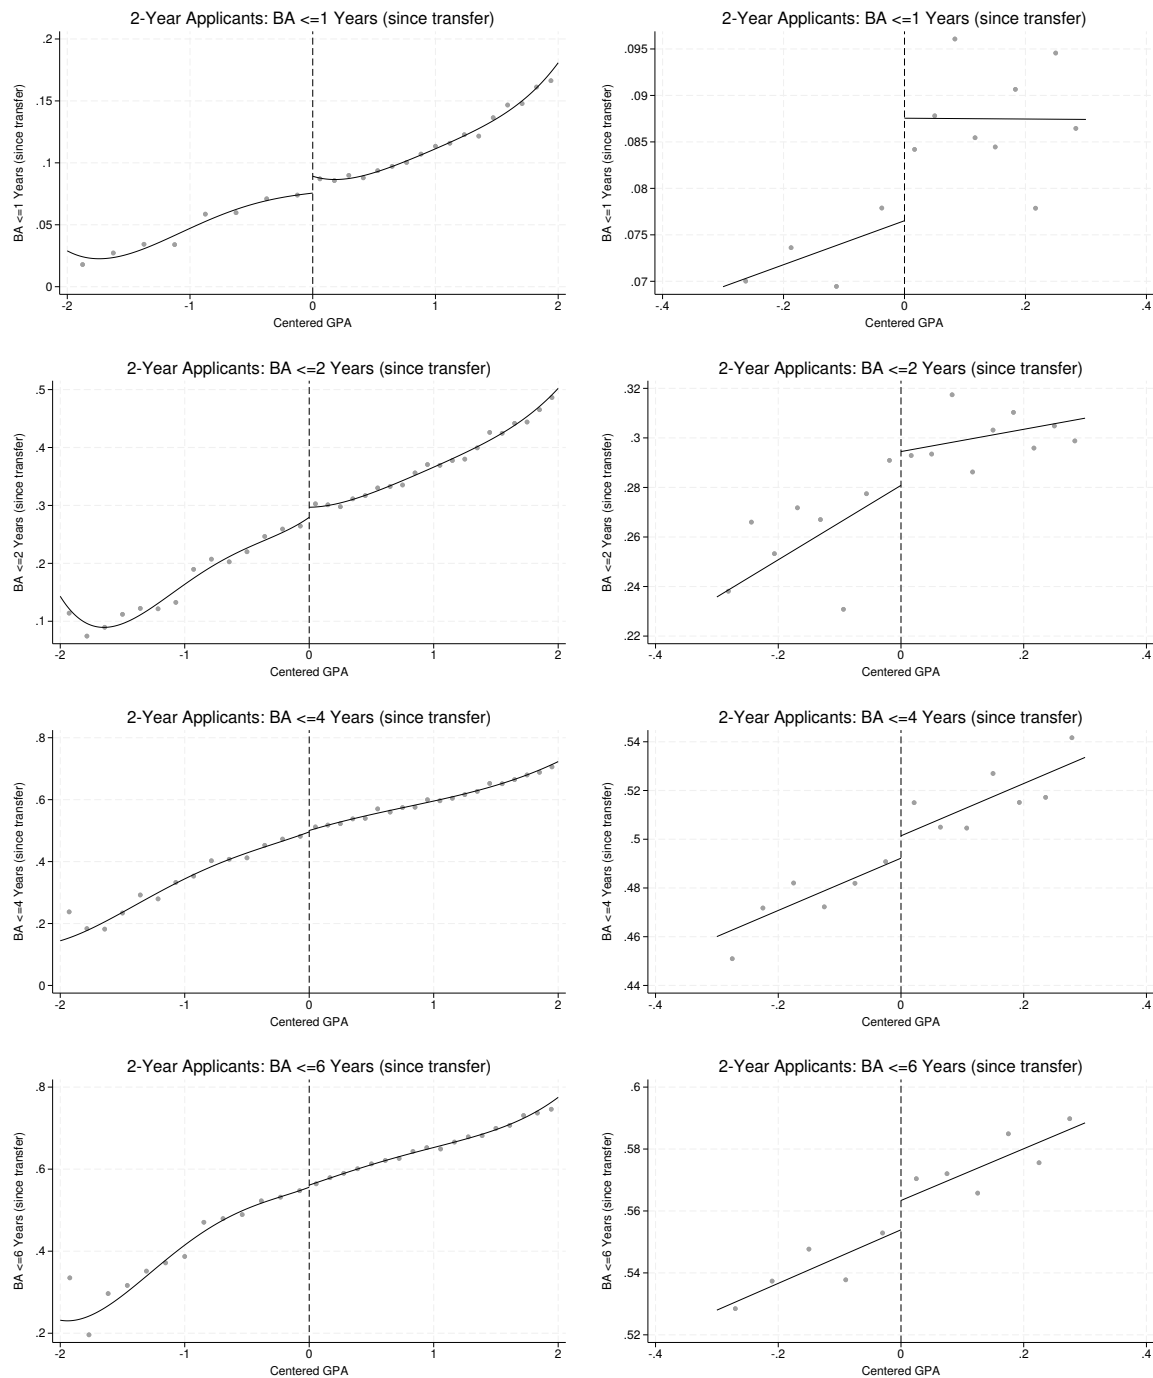 2-Year Applicants: BA <=1 Years (since transfer)
BA <=1 Years (since transfer)
.2
.15
.1
.05
0
-2 -1 0 1 2
Centered GPA
2-Year Applicants: BA <=1 Years (since transfer)
BA <=1 Years (since transfer)
.095
.09
.085
.08
.075
.07
-.4 -.2 0 .2 .4
Centered GPA
2-Year Applicants: BA <=2 Years (since transfer)
BA <=2 Years (since transfer)
.5
.4
.3
.2
.1
-2 -1 0 1 2
Centered GPA
2-Year Applicants: BA <=2 Years (since transfer)
BA <=2 Years (since transfer)
.32
.3
.28
.26
.24
.22
-.4 -.2 0 .2 .4
Centered GPA
2-Year Applicants: BA <=4 Years (since transfer)
BA <=4 Years (since transfer)
.8
.6
.4
.2
0
-2 -1 0 1 2
Centered GPA
2-Year Applicants: BA <=4 Years (since transfer)
BA <=4 Years (since transfer)
.54
.52
.5
.48
.46
.44
-.4 -.2 0 .2 .4
Centered GPA
2-Year Applicants: BA <=6 Years (since transfer)
BA <=6 Years (since transfer)
.8
.6
.4
.2
-2 -1 0 1 2
Centered GPA
2-Year Applicants: BA <=6 Years (since transfer)
BA <=6 Years (since transfer)
.6
.58
.56
.54
.52
-.4 -.2 0 .2 .4
Centered GPA